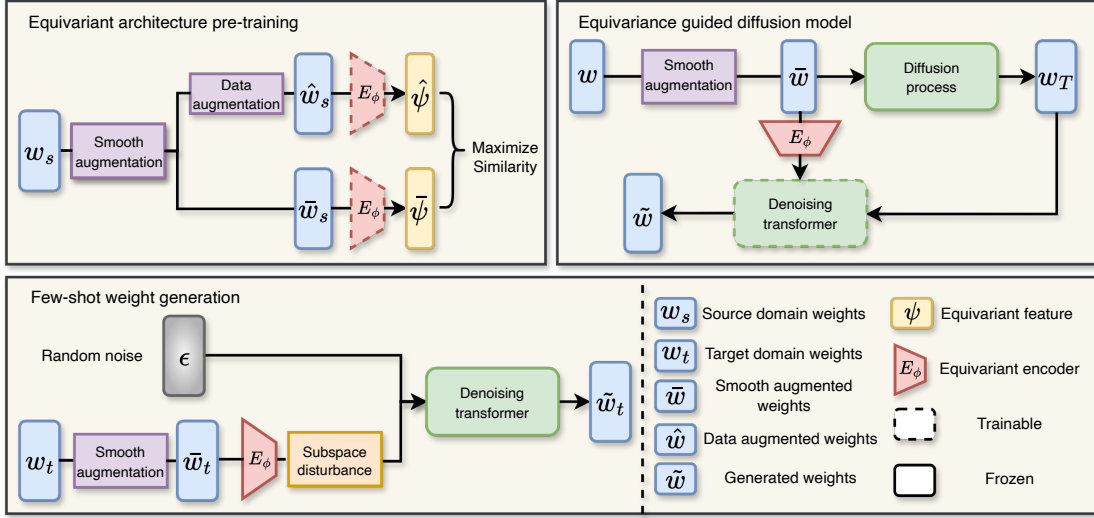 Equivariant architecture pre-training
Data
augmentation
ŵ_s
E_ϕ
ψ̂
w_s
Smooth
augmentation
Maximize
Similarity
w̄_s
E_ϕ
ψ̄
Equivariance guided diffusion model
w
Smooth
augmentation
w̄
Diffusion
process
w_T
E_ϕ
w̃
Denoising
transformer
Few-shot weight generation
Random noise
ϵ
Denoising
transformer
w̃_t
w_t
Smooth
augmentation
w̄_t
E_ϕ
Subspace
disturbance
w_s Source domain weights
w_t Target domain weights
w̄ Smooth augmented
weights
ŵ Data augmented weights
w̃ Generated weights
ψ Equivariant feature
E_ϕ Equivariant encoder
Trainable
Frozen